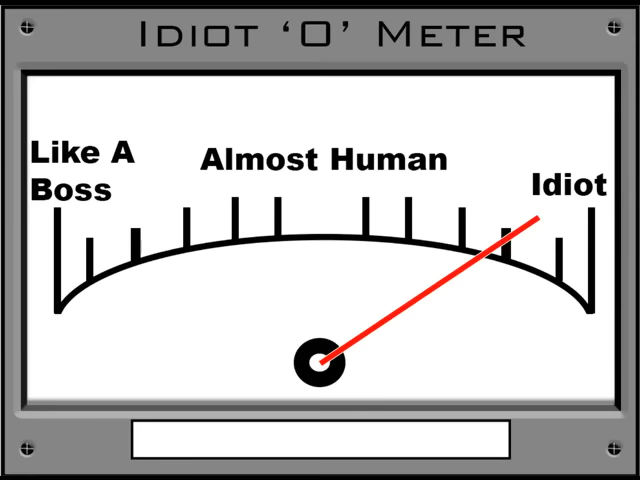 IDIOT ‘O’ METER
Like A
Boss
Almost Human
Idiot